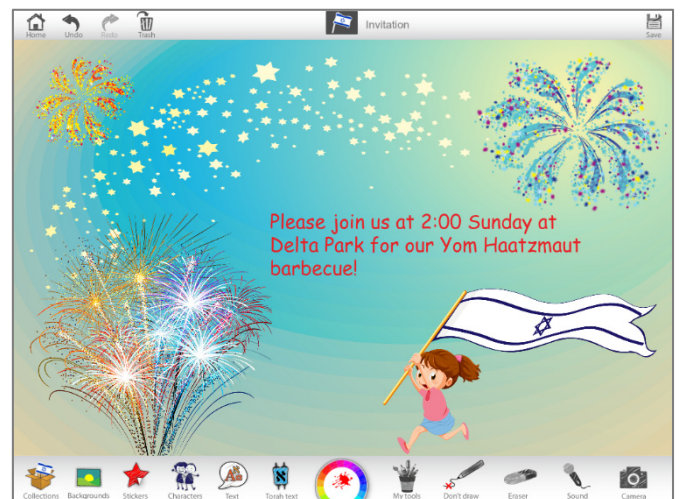 Home
Undo
Redo
Trash
Invitation
Save
Please join us at 2:00 Sunday at
Delta Park for our Yom Haatzmaut
barbecue!
Collections
Backgrounds
Stickers
Characters
Text
Torah text
My tools
Don't draw
Eraser
Sound
Camera